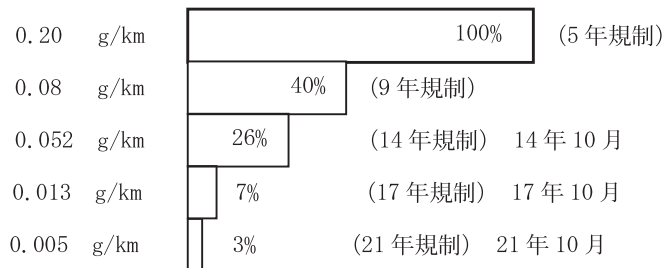 0.20 g/km 100% (5年規制)
0.08 g/km 40% (9年規制)
0.052 g/km 26% (14年規制) 14年10月
0.013 g/km 7% (17年規制) 17年10月
0.005 g/km 3% (21年規制) 21年10月